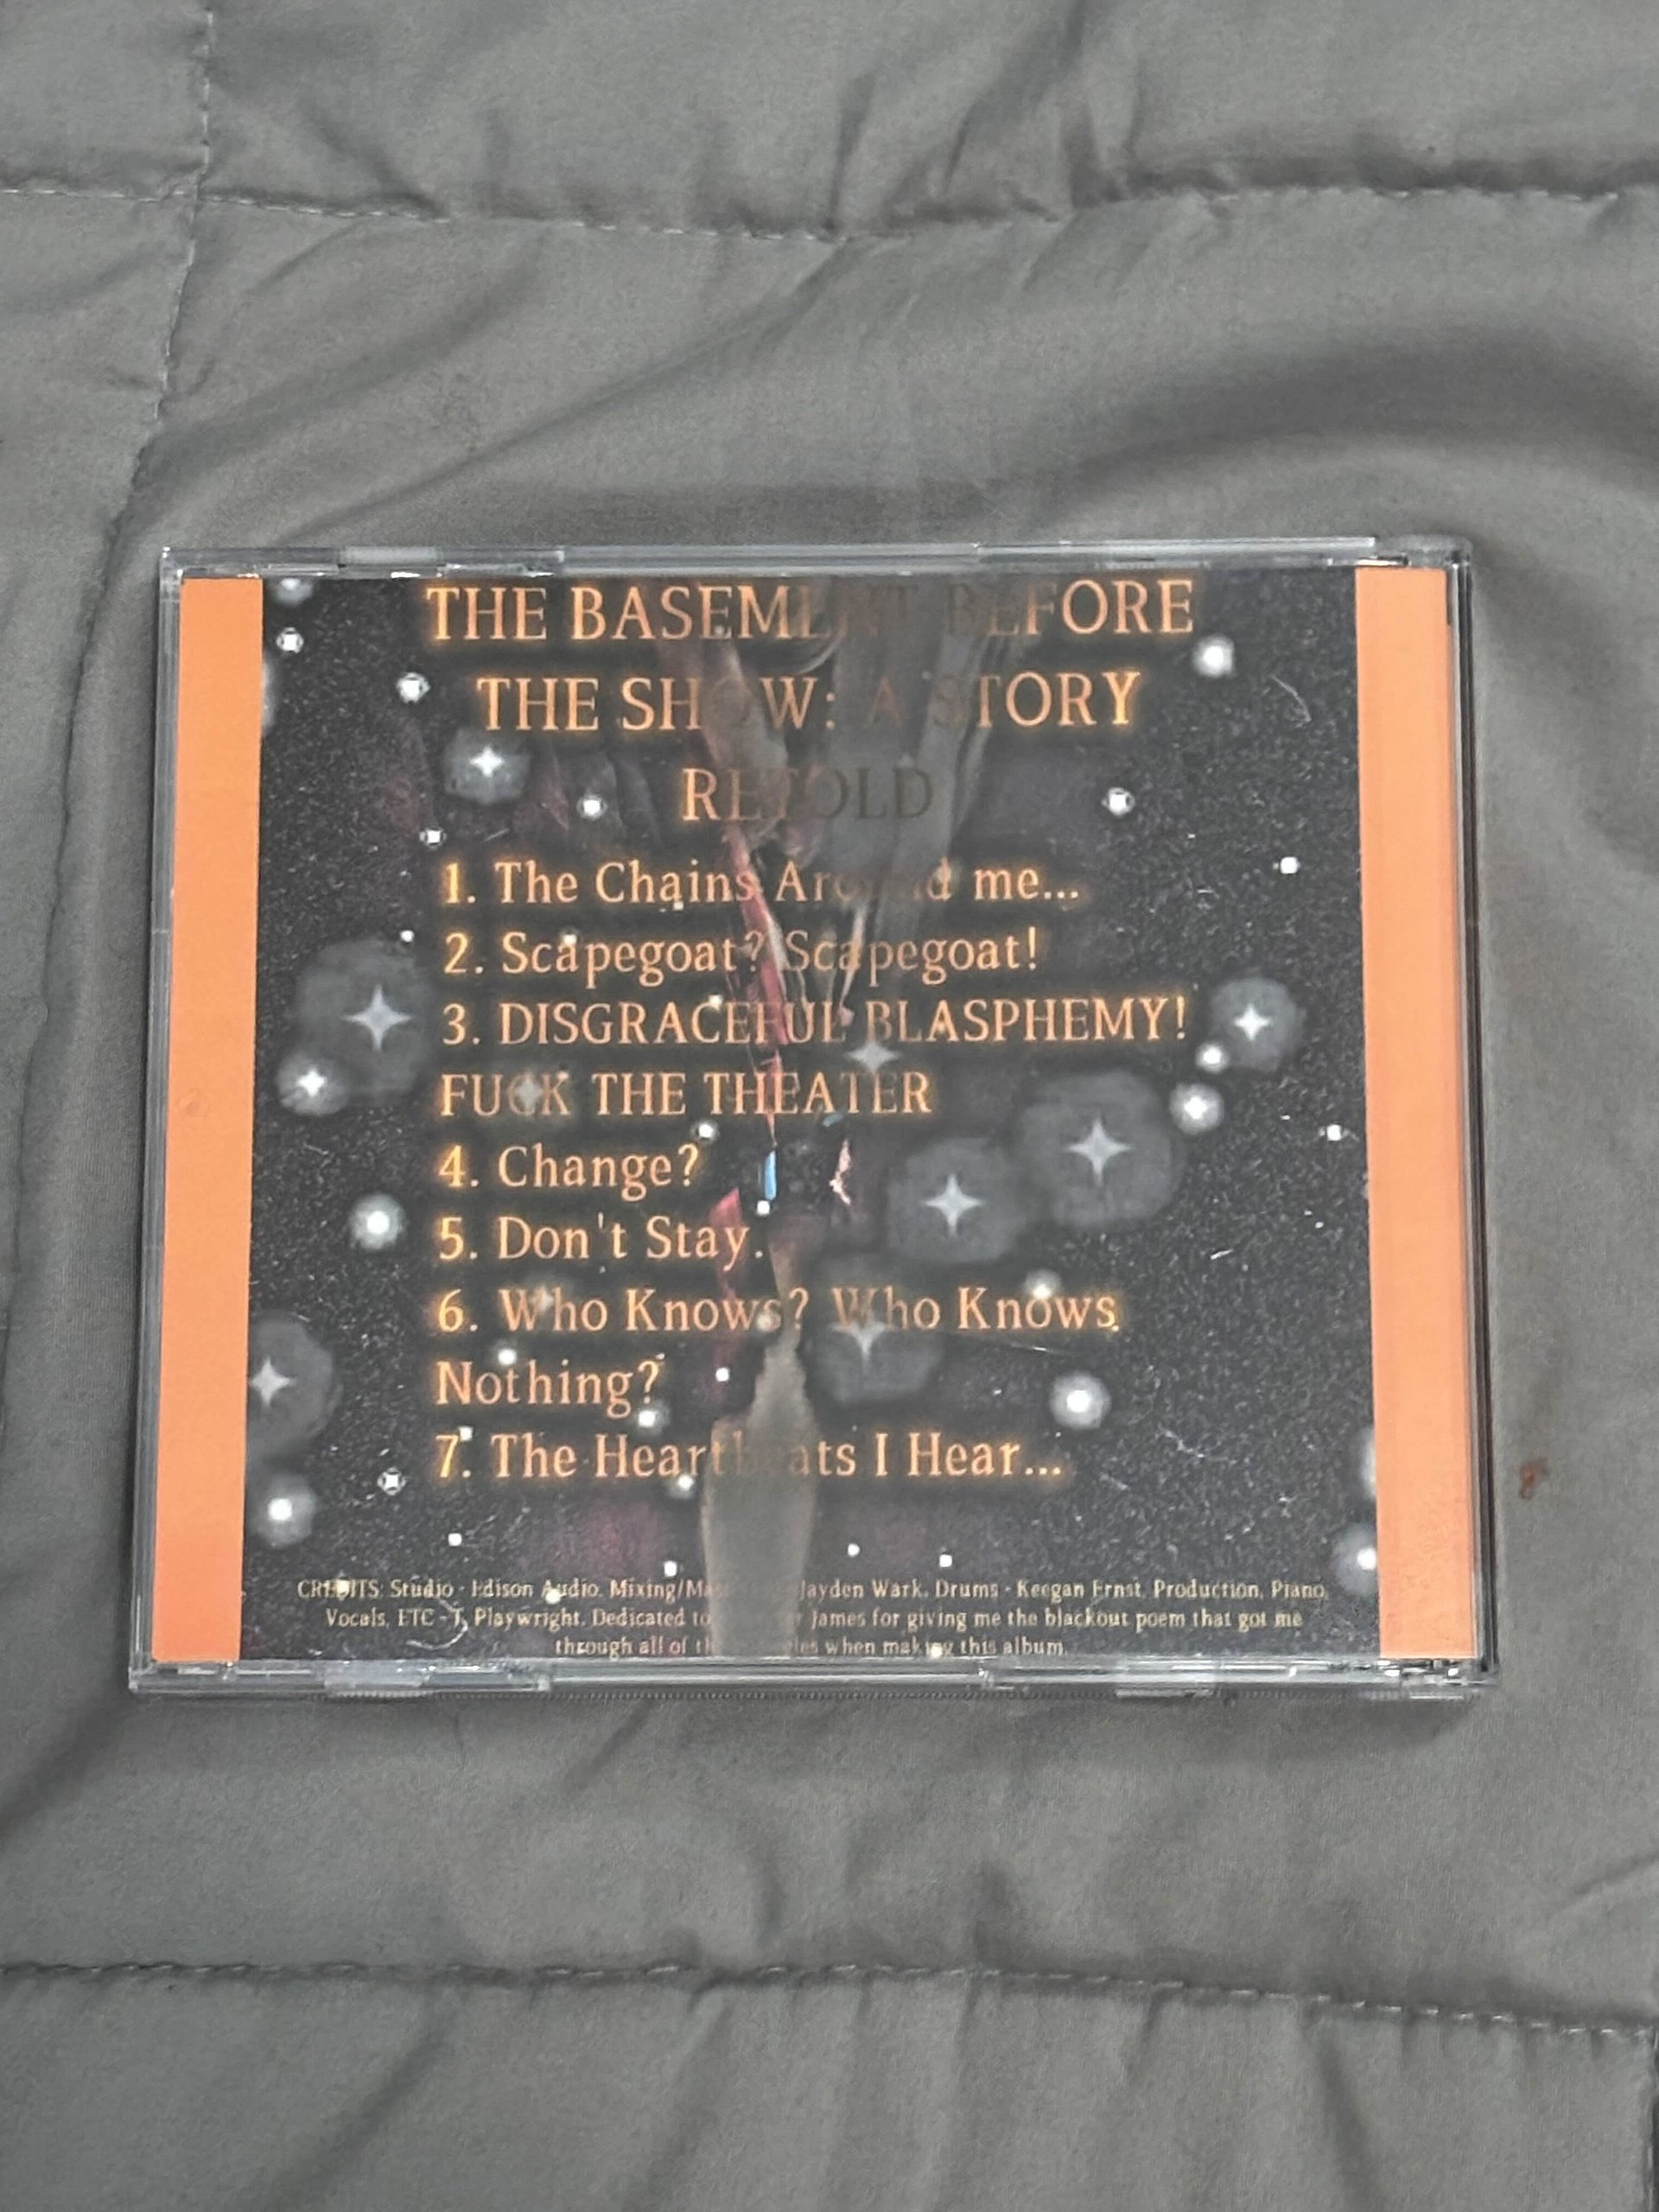 THE BASEMENT BEFORE
THE SHOW: A STORY
RETOLD
1. The Chains Around me...
2. Scapegoat? Scapegoat!
3. DISGRACEFUL BLASPHEMY!
FUCK THE THEATER
4. Change?
5. Don't Stay.
6. Who Knows? Who Knows
Nothing?
7. The Heartbeats I Hear...
CREDITS: Studio - Edison Audio. Mixing/ Jayden Wark. Drums - Keegan Ernst. Production, Piano,
Vocals, ETC - T. Playwright. Dedicated to James for giving me the blackout poem that got me
through all of when making this album.